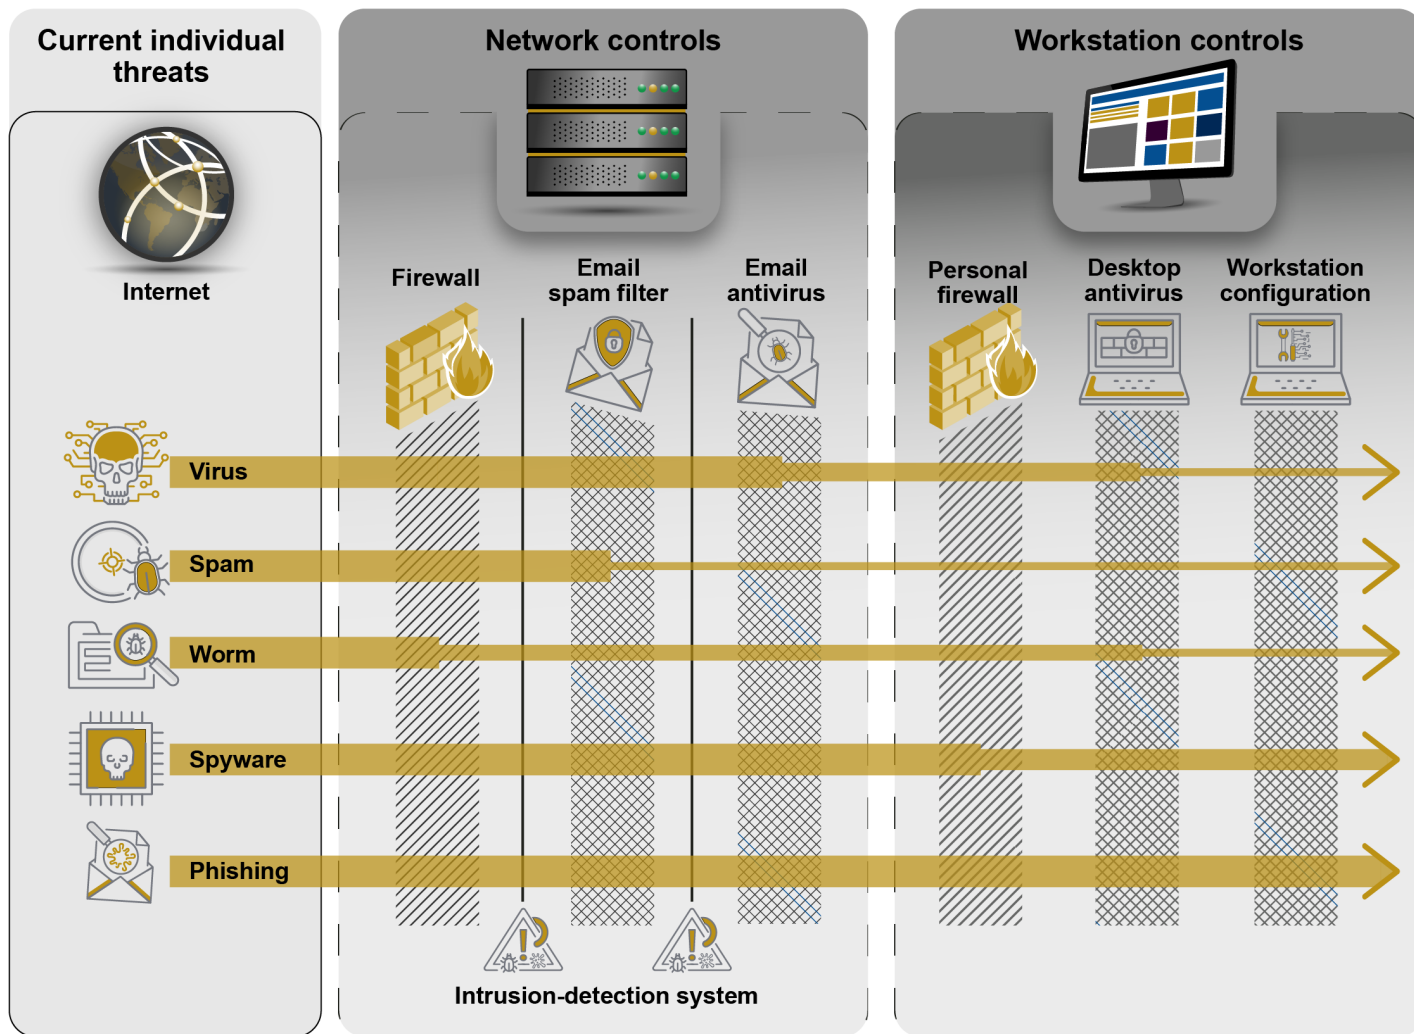 Current individual
threats
Network controls
Workstation controls
Internet
Firewall
Email
spam filter
Email
antivirus
Personal
firewall
Desktop
antivirus
Workstation
configuration
Virus
Spam
Worm
Spyware
Phishing
Intrusion-detection system